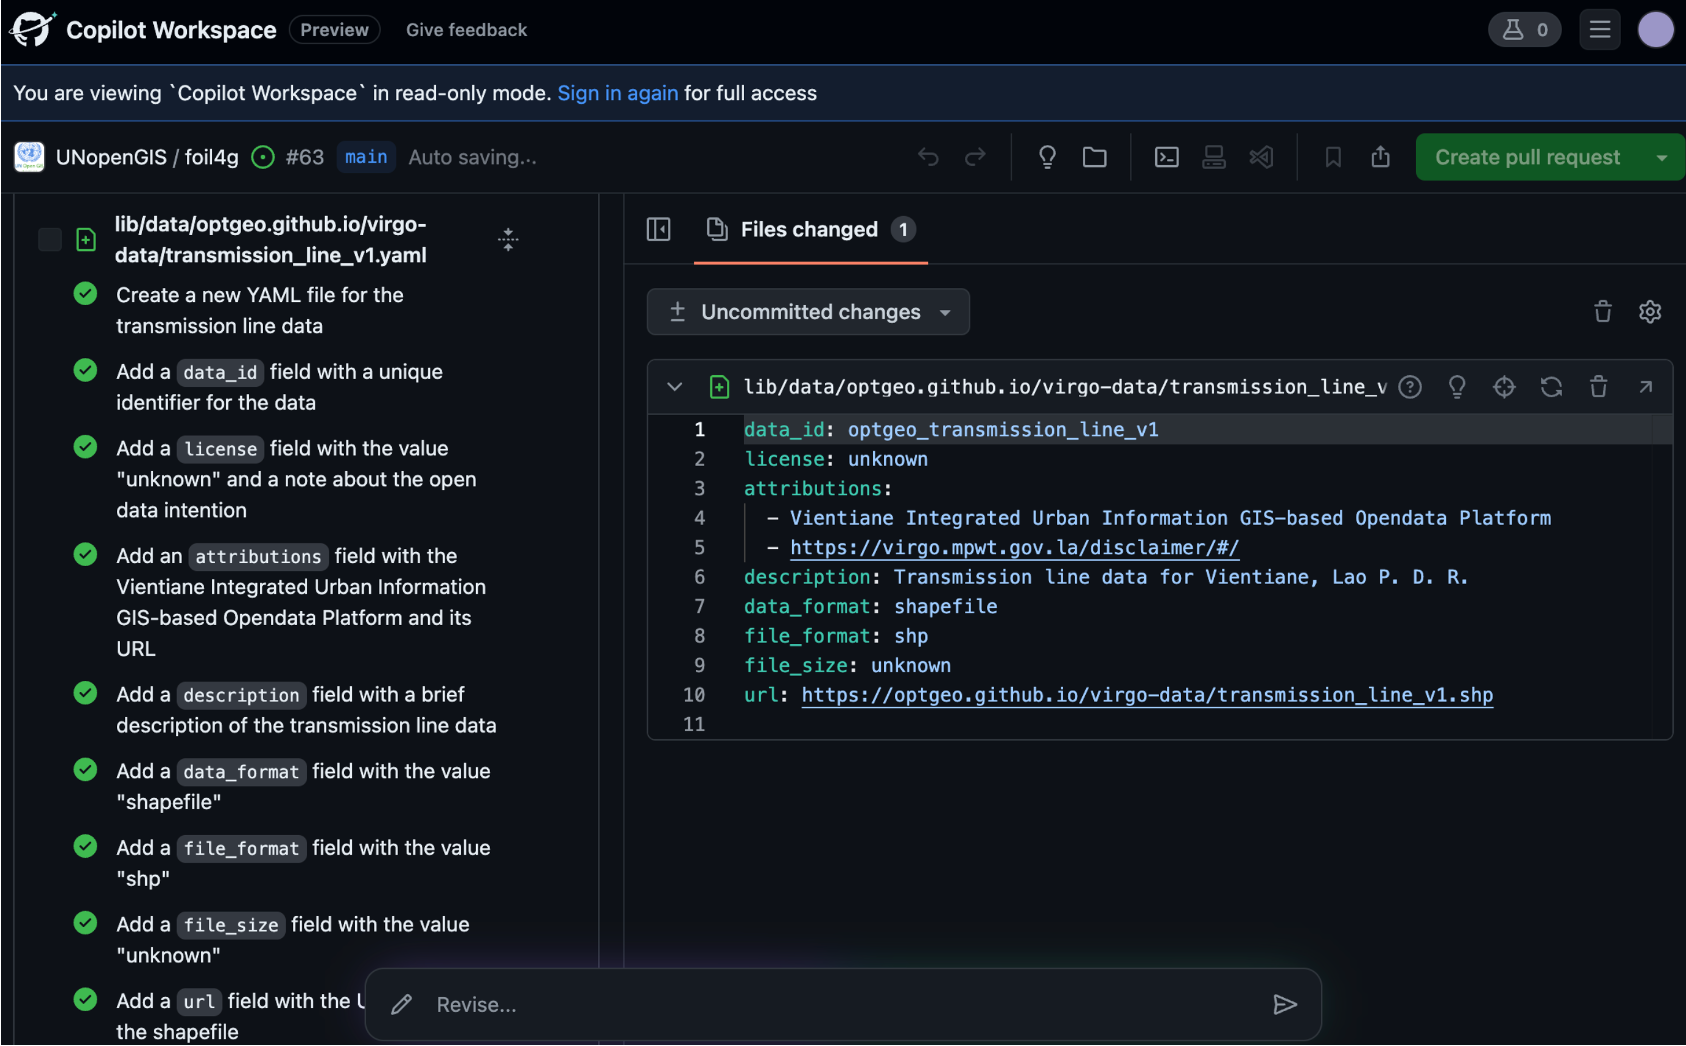 Copilot Workspace Preview Give feedback 0
You are viewing `Copilot Workspace` in read-only mode. Sign in again for full access
UNopenGIS / foil4g #63 main Auto saving... Create pull request
lib/data/optgeo.github.io/virgo-
data/transmission_line_v1.yaml
Create a new YAML file for the
transmission line data
Add a data_id field with a unique
identifier for the data
Add a license field with the value
"unknown" and a note about the open
data intention
Add an attributions field with the
Vientiane Integrated Urban Information
GIS-based Opendata Platform and its
URL
Add a description field with a brief
description of the transmission line data
Add a data_format field with the value
"shapefile"
Add a file_format field with the value
"shp"
Add a file_size field with the value
"unknown"
Add a url field with the
the shapefile
Files changed 1
Uncommitted changes
lib/data/optgeo.github.io/virgo-data/transmission_line_v
1 data_id: optgeo_transmission_line_v1
2 license: unknown
3 attributions:
4 - Vientiane Integrated Urban Information GIS-based Opendata Platform
5 - https://virgo.mpwt.gov.la/disclaimer/#/
6 description: Transmission line data for Vientiane, Lao P. D. R.
7 data_format: shapefile
8 file_format: shp
9 file_size: unknown
10 url: https://optgeo.github.io/virgo-data/transmission_line_v1.shp
11
Revise...